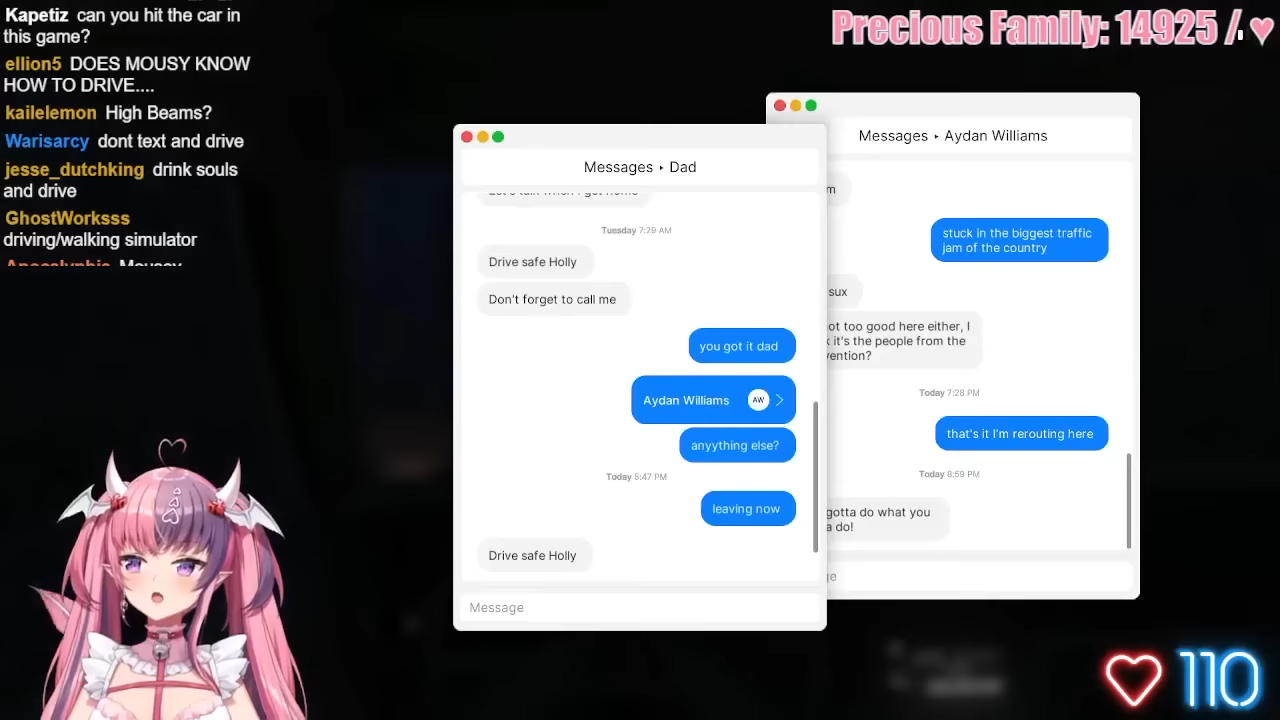 Kapetiz can you hit the car in
this game?
ellion5 DOES MOUSY KNOW
HOW TO DRIVE....
kailelemon High Beams?
Warisarcy dont text and drive
jesse_dutchking drink souls
and drive
GhostWorksss
driving/walking simulator
Precious Family: 14925 / ♥
Messages ‣ Dad
Tuesday 7:29 AM
Drive safe Holly
Don't forget to call me
you got it dad
Aydan Williams AW
anyything else?
Today 5:47 PM
leaving now
Drive safe Holly
Message
Messages ‣ Aydan Williams
m
stuck in the biggest traffic
jam of the country
sux
ot too good here either, I
it's the people from the
vention?
Today 7:28 PM
that's it I'm rerouting here
Today 8:59 PM
gotta do what you
a do!
ge
110